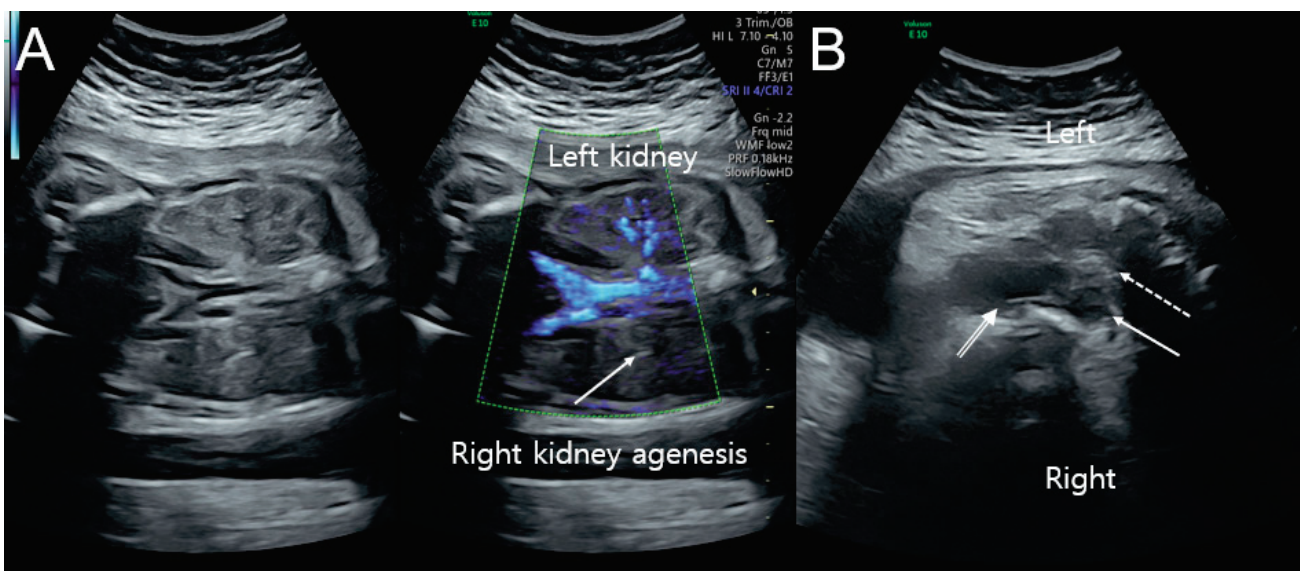 A
Voluson
E10
3 Trim./OB
HI L 7.10 - 4.10
Gn 5
C7/M7
FF3/E1
SRI II 4/CRI 2
Gn -2.2
Frq mid
WMF low2
PRF 0.18kHz
SlowFlowHD
Left kidney
Right kidney agenesis
B
Voluson
E10
Left
Right